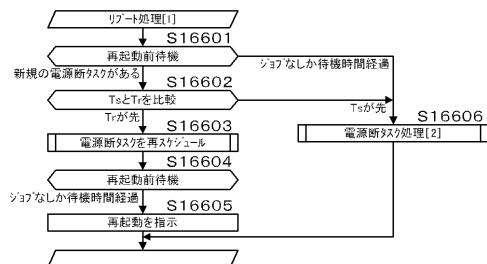 リブート処理[1]
S16601
再起動前待機
ジョブなしか待機時間経過
新規の電源断タスクがある
S16602
TsとTrを比較
Trが先
Tsが先
S16603
S16606
電源断タスクを再スケジュール
電源断タスク処理[2]
S16604
再起動前待機
ジョブなしか待機時間経過
S16605
再起動を指示